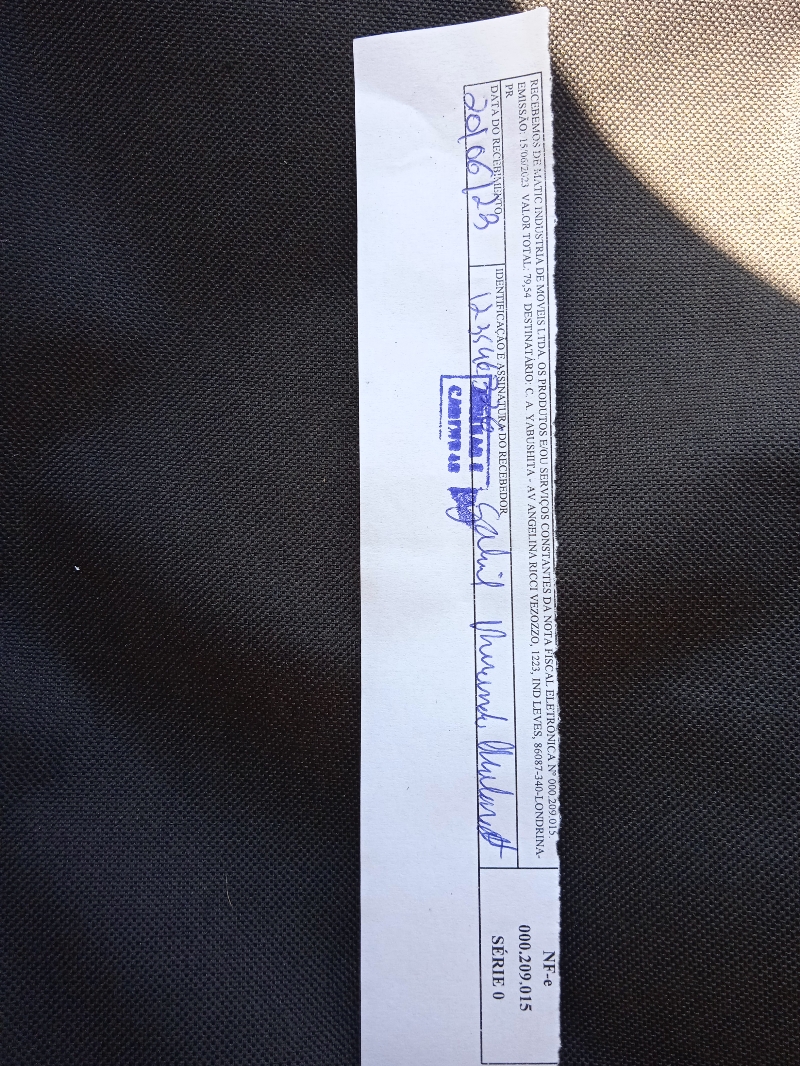 RECEBEMOS DE MATIC INDUSTRIA DE MOVEIS LTDA OS PRODUTOS E/OU SERVIÇOS CONSTANTES DA NOTA FISCAL ELETRÔNICA Nº 000.209.015.
EMISSÃO: 15/06/2023 VALOR TOTAL: 79,54 DESTINATÁRIO: C. A. YABUSHITA - AV ANGELINA RICCI VEZOZZO, 1223, IND LEVES, 86087-340-LONDRINA-
PR
DATA DO RECEBIMENTO
IDENTIFICAÇÃO E ASSINATURA DO RECEBEDOR
20/06/23
NF-e
000.209.015
SÉRIE 0